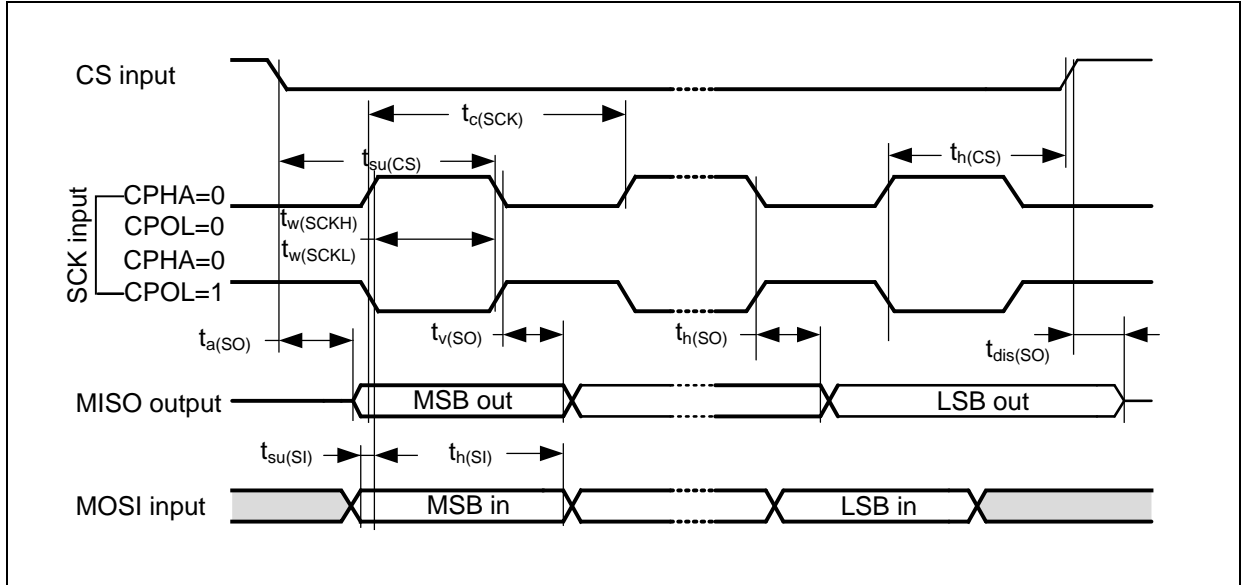 CS input
tc(SCK)
tsu(CS)
th(CS)
SCK input
CPHA=0
CPOL=0
CPHA=0
CPOL=1
tw(SCKH)
tw(SCKL)
ta(SO)
tv(SO)
th(SO)
tdis(SO)
MISO output
MSB out
LSB out
tsu(SI)
th(SI)
MOSI input
MSB in
LSB in